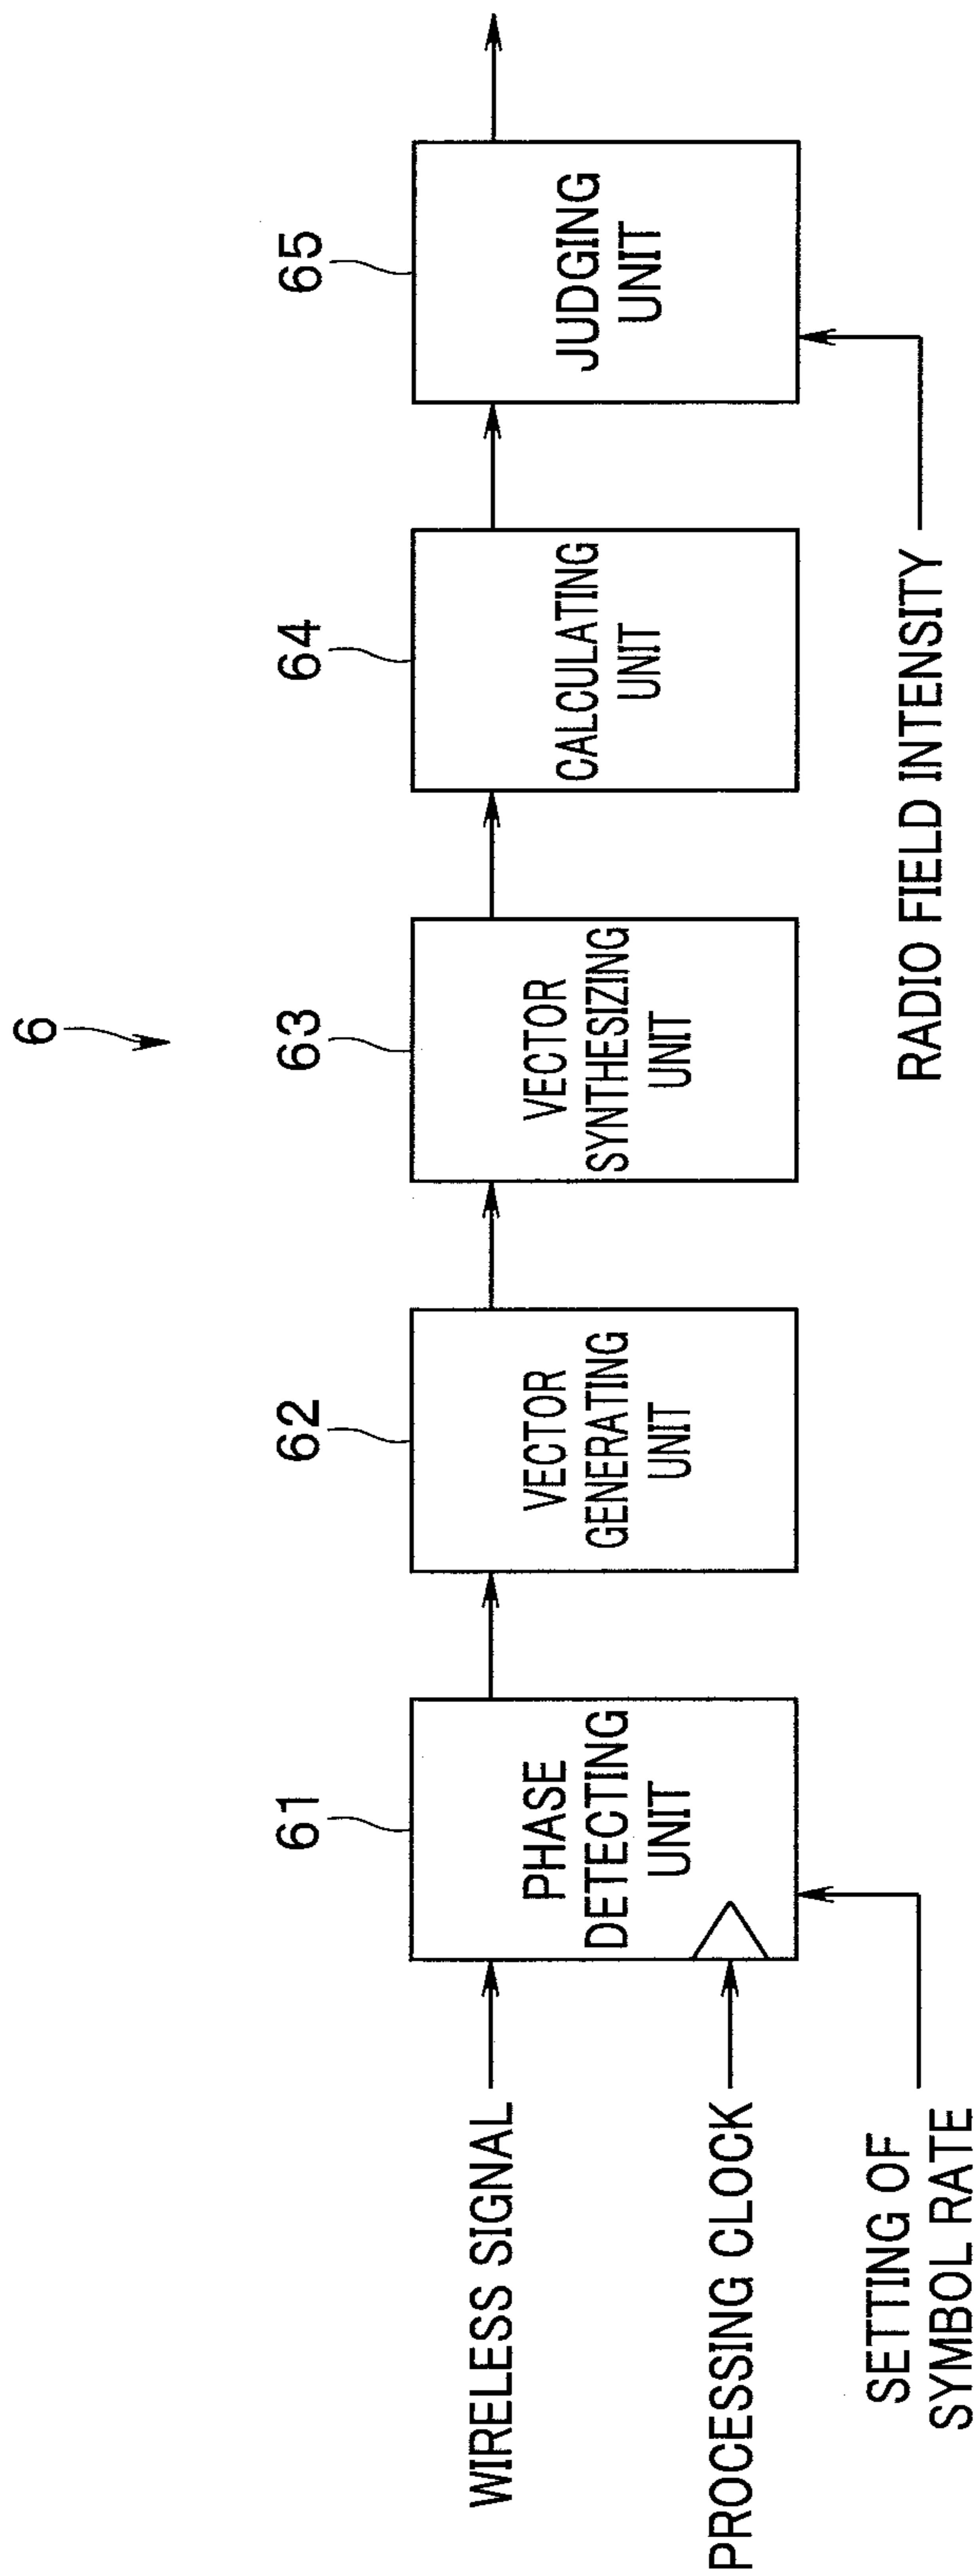 6
61
62
63
64
65
WIRELESS SIGNAL
PHASE
DETECTING
UNIT
VECTOR
GENERATING
UNIT
VECTOR
SYNTHESIZING
UNIT
CALCULATING
UNIT
JUDGING
UNIT
PROCESSING CLOCK
SETTING OF
SYMBOL RATE
RADIO FIELD INTENSITY